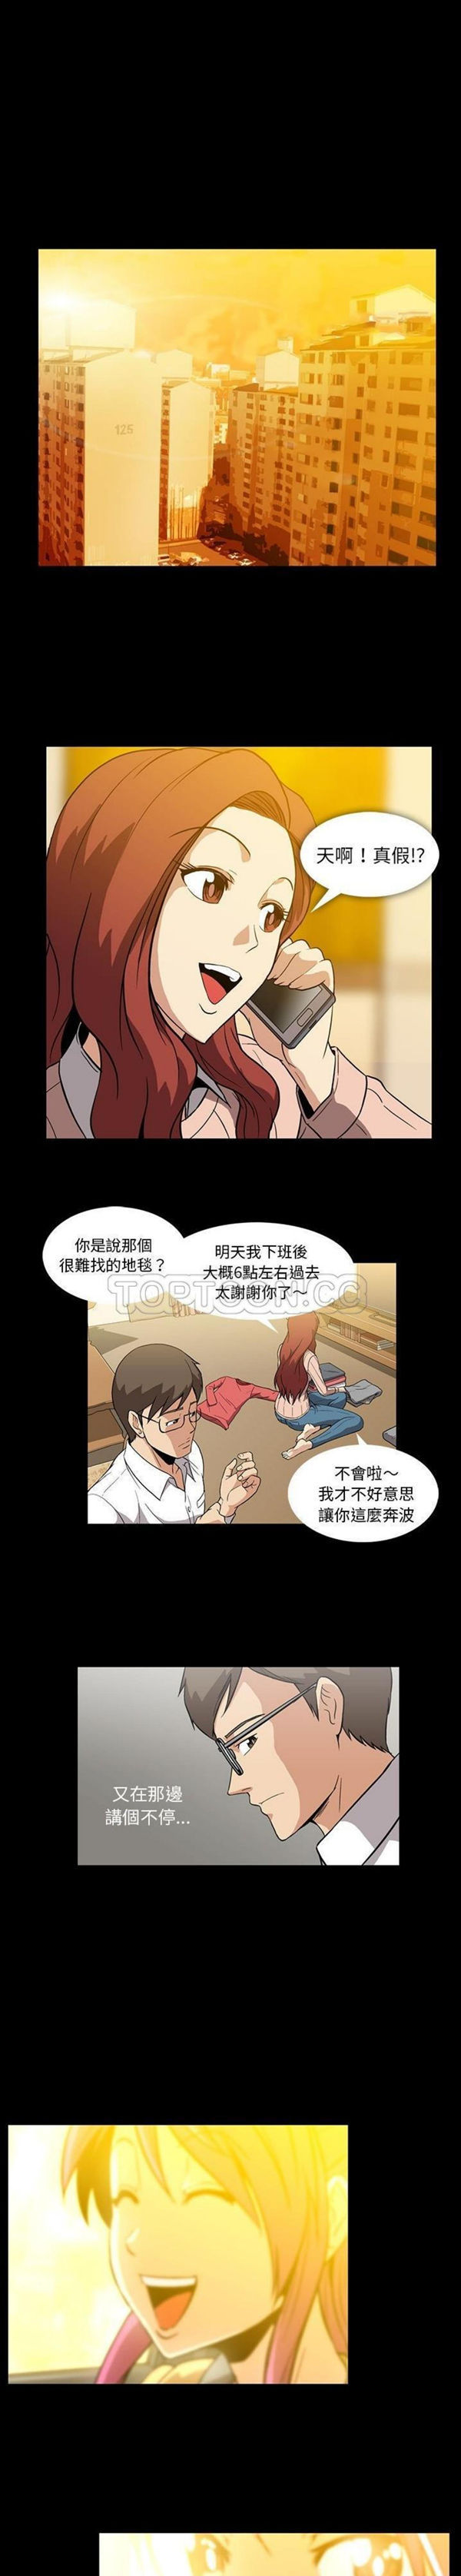 125
天啊！真假!?
你是說那個
很難找的地毯？
明天我下班後
大概6點左右過去
太謝謝你了～
TOPTOON.CC
不會啦～
我才不好意思
讓你這麼奔波
又在那邊
講個不停...